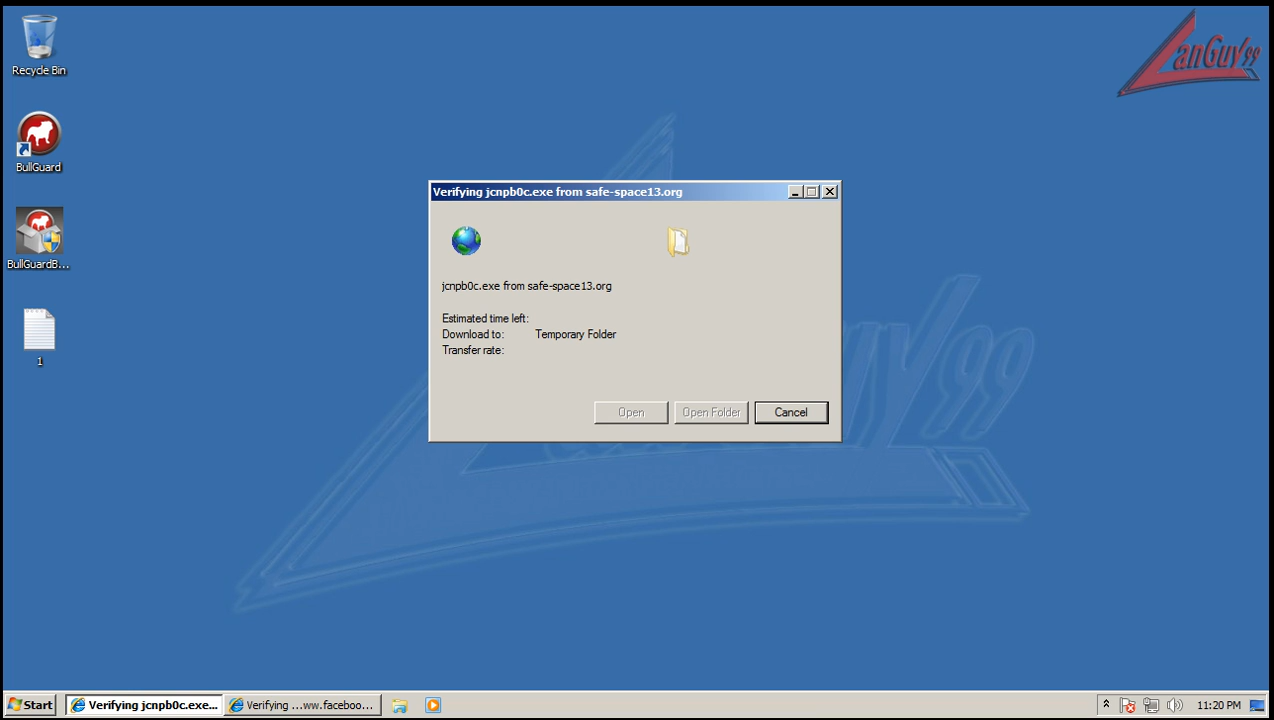 LanGuy99
Recycle Bin
BullGuard
BullGuardB...
1
Verifying jcnpb0c.exe from safe-space13.org
jcnpb0c.exe from safe-space13.org
Estimated time left:
Download to: Temporary Folder
Transfer rate:
Open
Open Folder
Cancel
Start
Verifying jcnpb0c.exe...
Verifying ...ww.faceboo...
11:20 PM